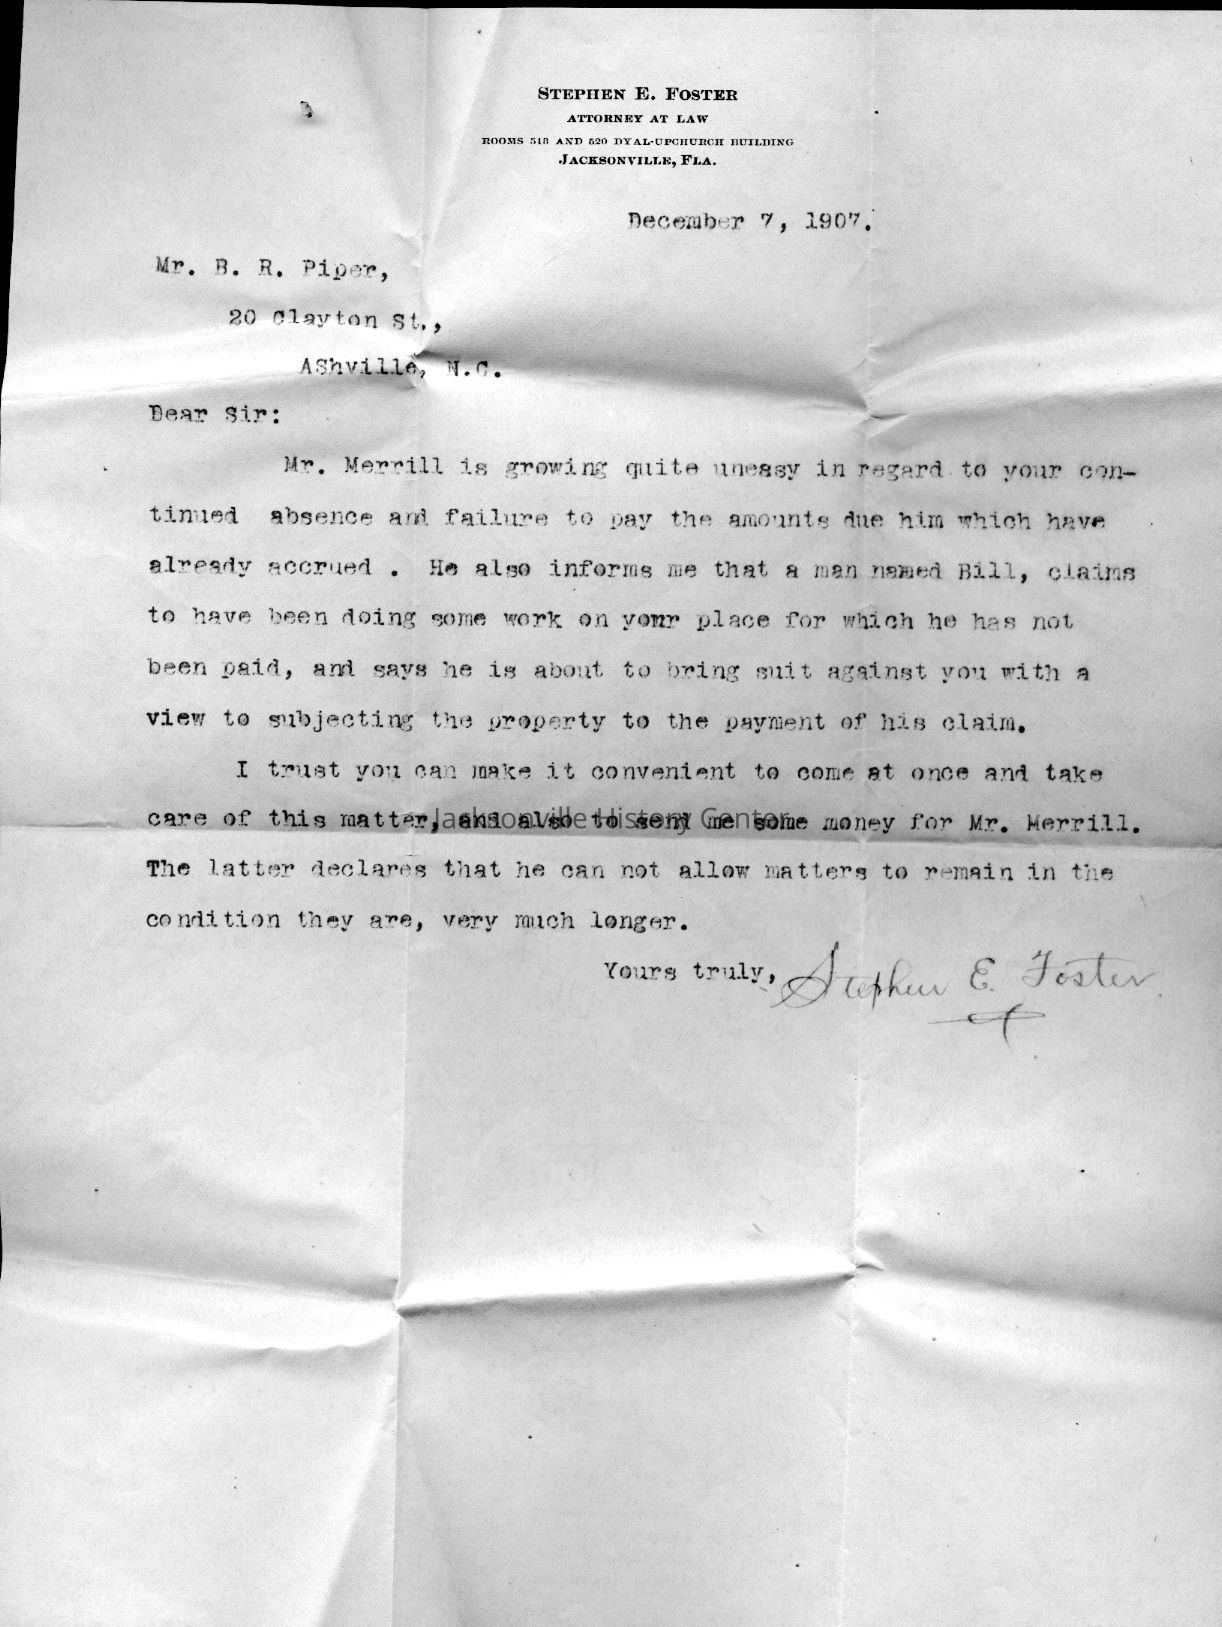 STEPHEN E. FOSTER
ATTORNEY AT LAW
ROOMS 518 AND 520 DYAL-UPCHURCH BUILDING
JACKSONVILLE, FLA.
December 7, 1907.
Mr. B. R. Piper,
20 Clayton St.,
AShville, N.C.
Dear Sir:
Mr. Merrill is growing quite uneasy in regard to your con-
tinued absence and failure to pay the amounts due him which have
already accrued . He also informs me that a man named Bill, claims
to have been doing some work on your place for which he has not
been paid, and says he is about to bring suit against you with a
view to subjecting the property to the payment of his claim.
I trust you can make it convenient to come at once and take
care of this matter, and also to send me some money for Mr. Merrill.
Jacksonville History Center
The latter declares that he can not allow matters to remain in the
condition they are, very much longer.
Yours truly, Stephen E. Foster